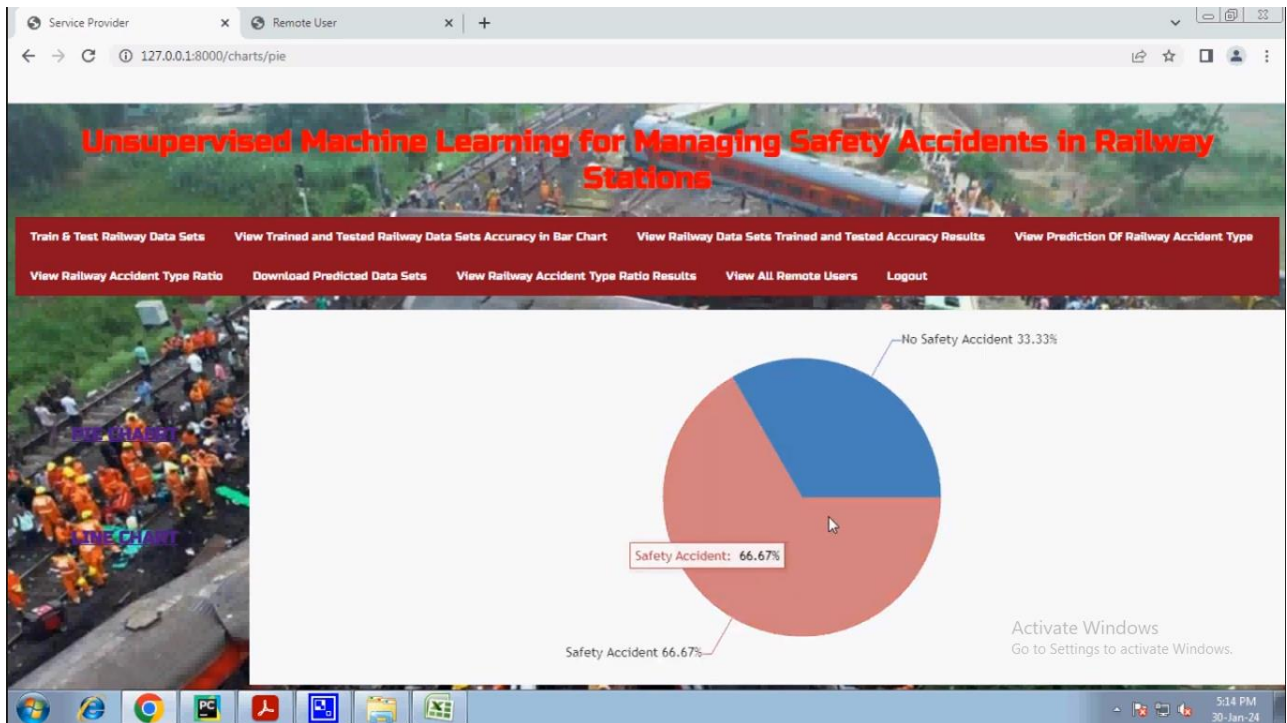 Service Provider
Remote User
127.0.0.1:8000/charts/pie
Unsupervised Machine Learning for Managing Safety Accidents in Railway
Stations
Train & Test Railway Data Sets View Trained and Tested Railway Data Sets Accuracy in Bar Chart View Railway Data Sets Trained and Tested Accuracy Results View Prediction Of Railway Accident Type
View Railway Accident Type Ratio Download Predicted Data Sets View Railway Accident Type Ratio Results View All Remote Users Logout
No Safety Accident 33.33%
PIE CHART
LINE CHART
Safety Accident: 66.67%
Safety Accident 66.67%
Activate Windows
Go to Settings to activate Windows.
PC
5:14 PM
30-Jan-24